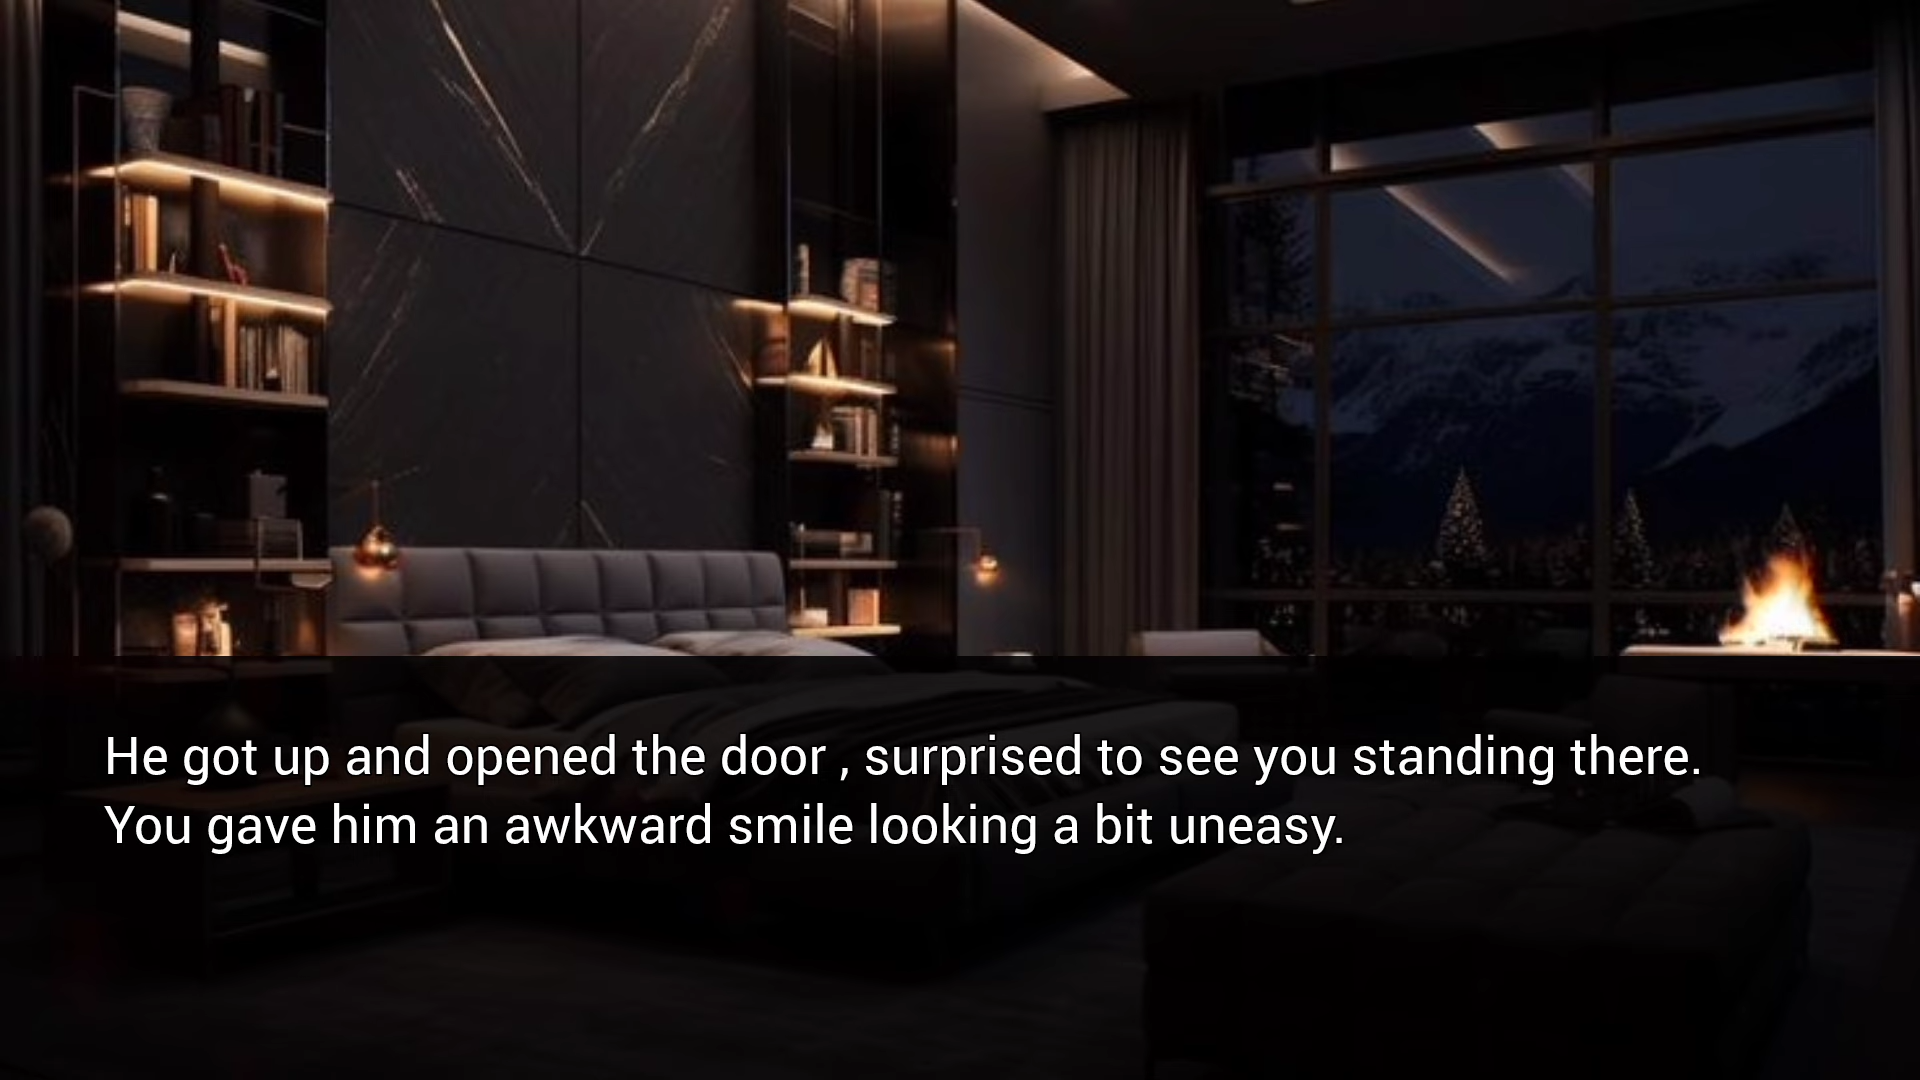 He got up and opened the door , surprised to see you standing there.
You gave him an awkward smile looking a bit uneasy.